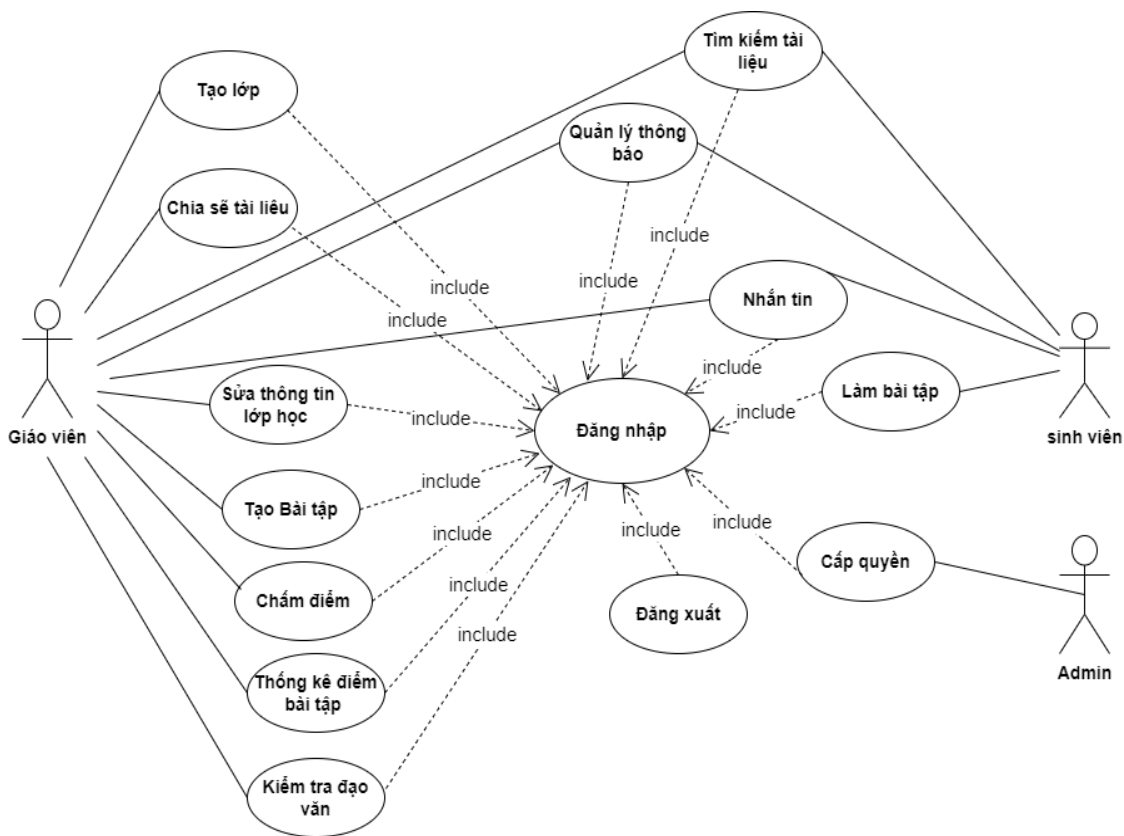 Tìm kiếm tài
liệu
Tạo lớp
Quản lý thông
báo
Chia sẽ tài liêu
include
include
include
include
Nhắn tin
include
Sửa thông tin
lớp học
include
Đăng nhập
include
Làm bài tập
Giáo viên
sinh viên
Tạo Bài tập
include
include
include
include
include
Cấp quyền
Chấm điểm
include
Đăng xuất
include
Thống kê điểm
bài tập
Admin
Kiểm tra đạo
văn